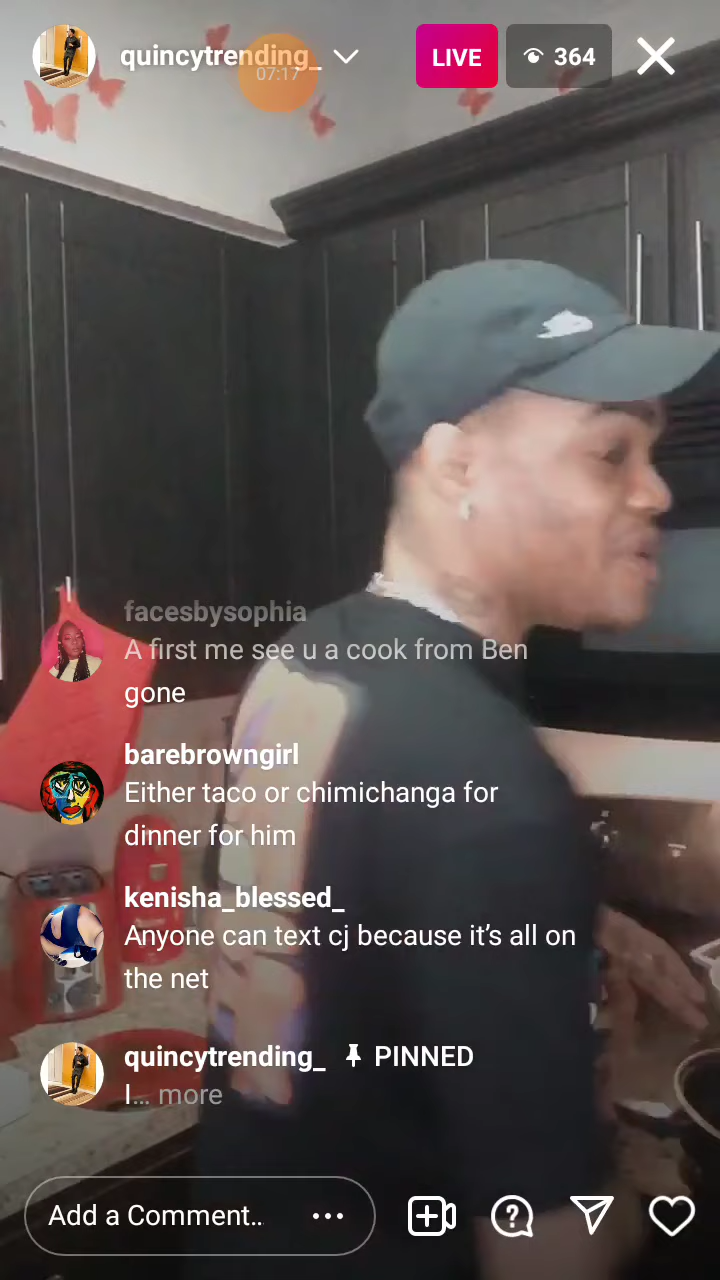 quincytrending_
07:17
LIVE
364
facesbysophia
A first me see u a cook from Ben
gone
barebrowngirl
Either taco or chimichanga for
dinner for him
kenisha_blessed_
Anyone can text cj because it’s all on
the net
quincytrending_ PINNED
I... more
Add a Comment..